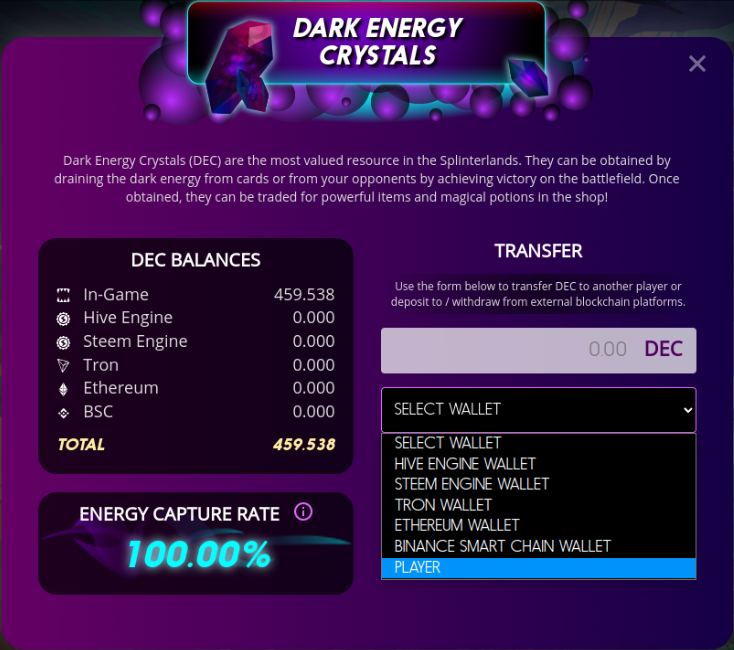 DARK ENERGY
CRYSTALS
Dark Energy Crystals (DEC) are the most valued resource in the Splinterlands. They can be obtained by
draining the dark energy from cards or from your opponents by achieving victory on the battlefield. Once
obtained, they can be traded for powerful items and magical potions in the shop!
DEC BALANCES
In-Game 459.538
Hive Engine 0.000
Steem Engine 0.000
Tron 0.000
Ethereum 0.000
BSC 0.000
TOTAL 459.538
ENERGY CAPTURE RATE
100.00%
TRANSFER
Use the form below to transfer DEC to another player or
deposit to / withdraw from external blockchain platforms.
0.00 DEC
SELECT WALLET
SELECT WALLET
HIVE ENGINE WALLET
STEEM ENGINE WALLET
TRON WALLET
ETHEREUM WALLET
BINANCE SMART CHAIN WALLET
PLAYER